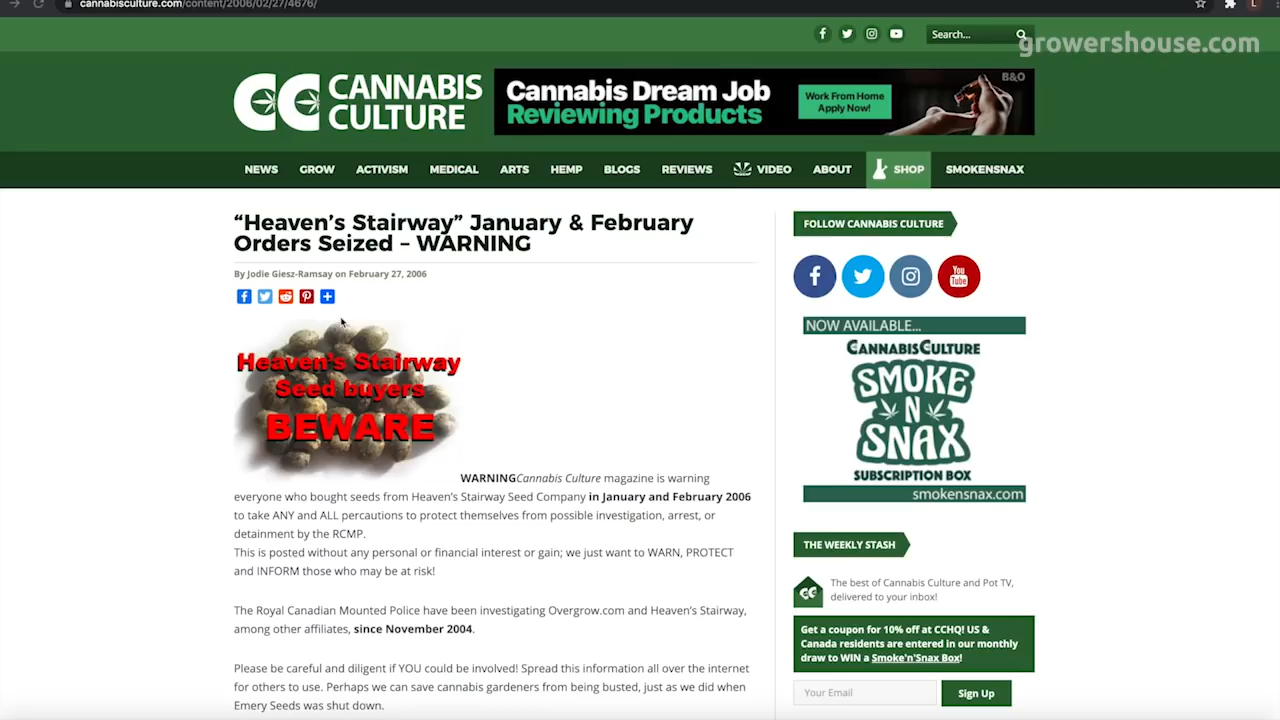 cannabisculture.com/content/2006/02/27/4676/
L
Search...
growershouse.com
CC CANNABIS
CULTURE
Cannabis Dream Job
Reviewing Products
Work From Home
Apply Now!
B&O
NEWS GROW ACTIVISM MEDICAL ARTS HEMP BLOGS REVIEWS VIDEO ABOUT SHOP SMOKENSNAX
“Heaven’s Stairway” January & February
Orders Seized – WARNING
By Jodie Giesz-Ramsay on February 27, 2006
Heaven's Stairway
Seed buyers
BEWARE
WARNINGCannabis Culture magazine is warning
everyone who bought seeds from Heaven’s Stairway Seed Company in January and February 2006
to take ANY and ALL percautions to protect themselves from possible investigation, arrest, or
detainment by the RCMP.
This is posted without any personal or financial interest or gain; we just want to WARN, PROTECT
and INFORM those who may be at risk!
The Royal Canadian Mounted Police have been investigating Overgrow.com and Heaven’s Stairway,
among other affiliates, since November 2004.
Please be careful and diligent if YOU could be involved! Spread this information all over the internet
for others to use. Perhaps we can save cannabis gardeners from being busted, just as we did when
Emery Seeds was shut down.
FOLLOW CANNABIS CULTURE
You
Tube
NOW AVAILABLE...
CANNABISCULTURE
SMOKE
N
SNAX
SUBSCRIPTION BOX
smokensnax.com
THE WEEKLY STASH
CC
The best of Cannabis Culture and Pot TV,
delivered to your inbox!
Get a coupon for 10% off at CCHQ! US &
Canada residents are entered in our monthly
draw to WIN a Smoke'n'Snax Box!
Your Email
Sign Up